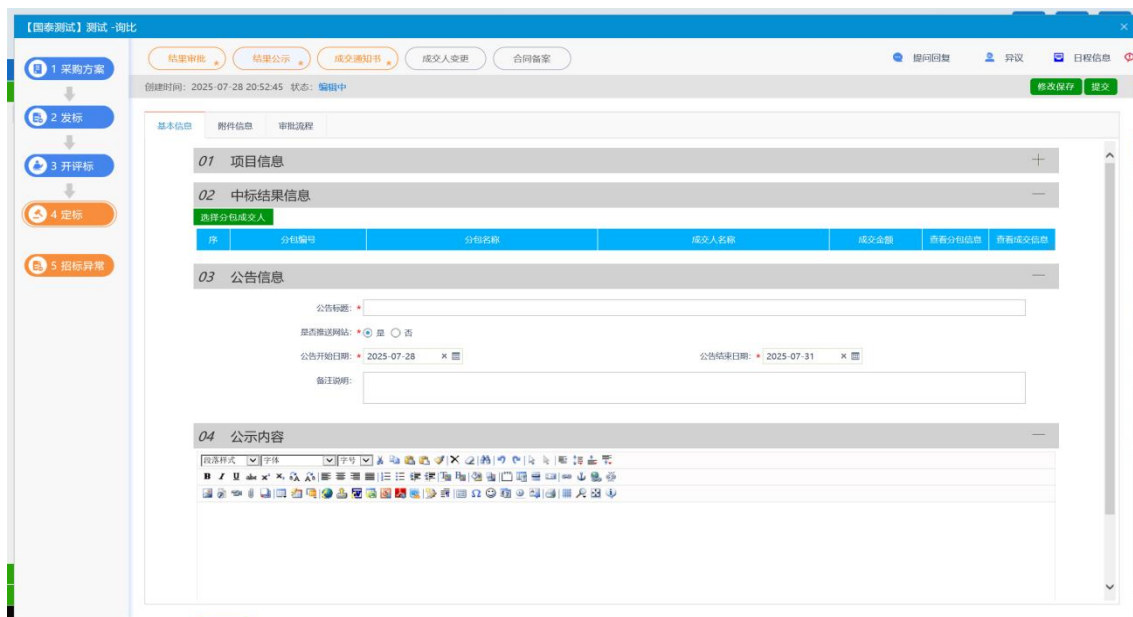 【国泰测试】测试 -询比
×
1 采购方案
2 发标
3 开评标
4 定标
5 招标异常
结果审批 *
结果公示 *
成交通知书 *
成交人变更
合同备案
提问回复
异议
日程信息
创建时间: 2025-07-28 20:52:45 状态: 编辑中
修改保存 提交
基本信息 附件信息 审批流程
01 项目信息
02 中标结果信息
选择分包成交人
序 分包编号 分包名称 成交人名称 成交金额 查看分包信息 查看成交信息
03 公告信息
公告标题: *
是否推送网站: * 是 否
公告开始日期: * 2025-07-28 × 公告结束日期: * 2025-07-31 ×
备注说明:
04 公示内容
段落样式 字体 字号